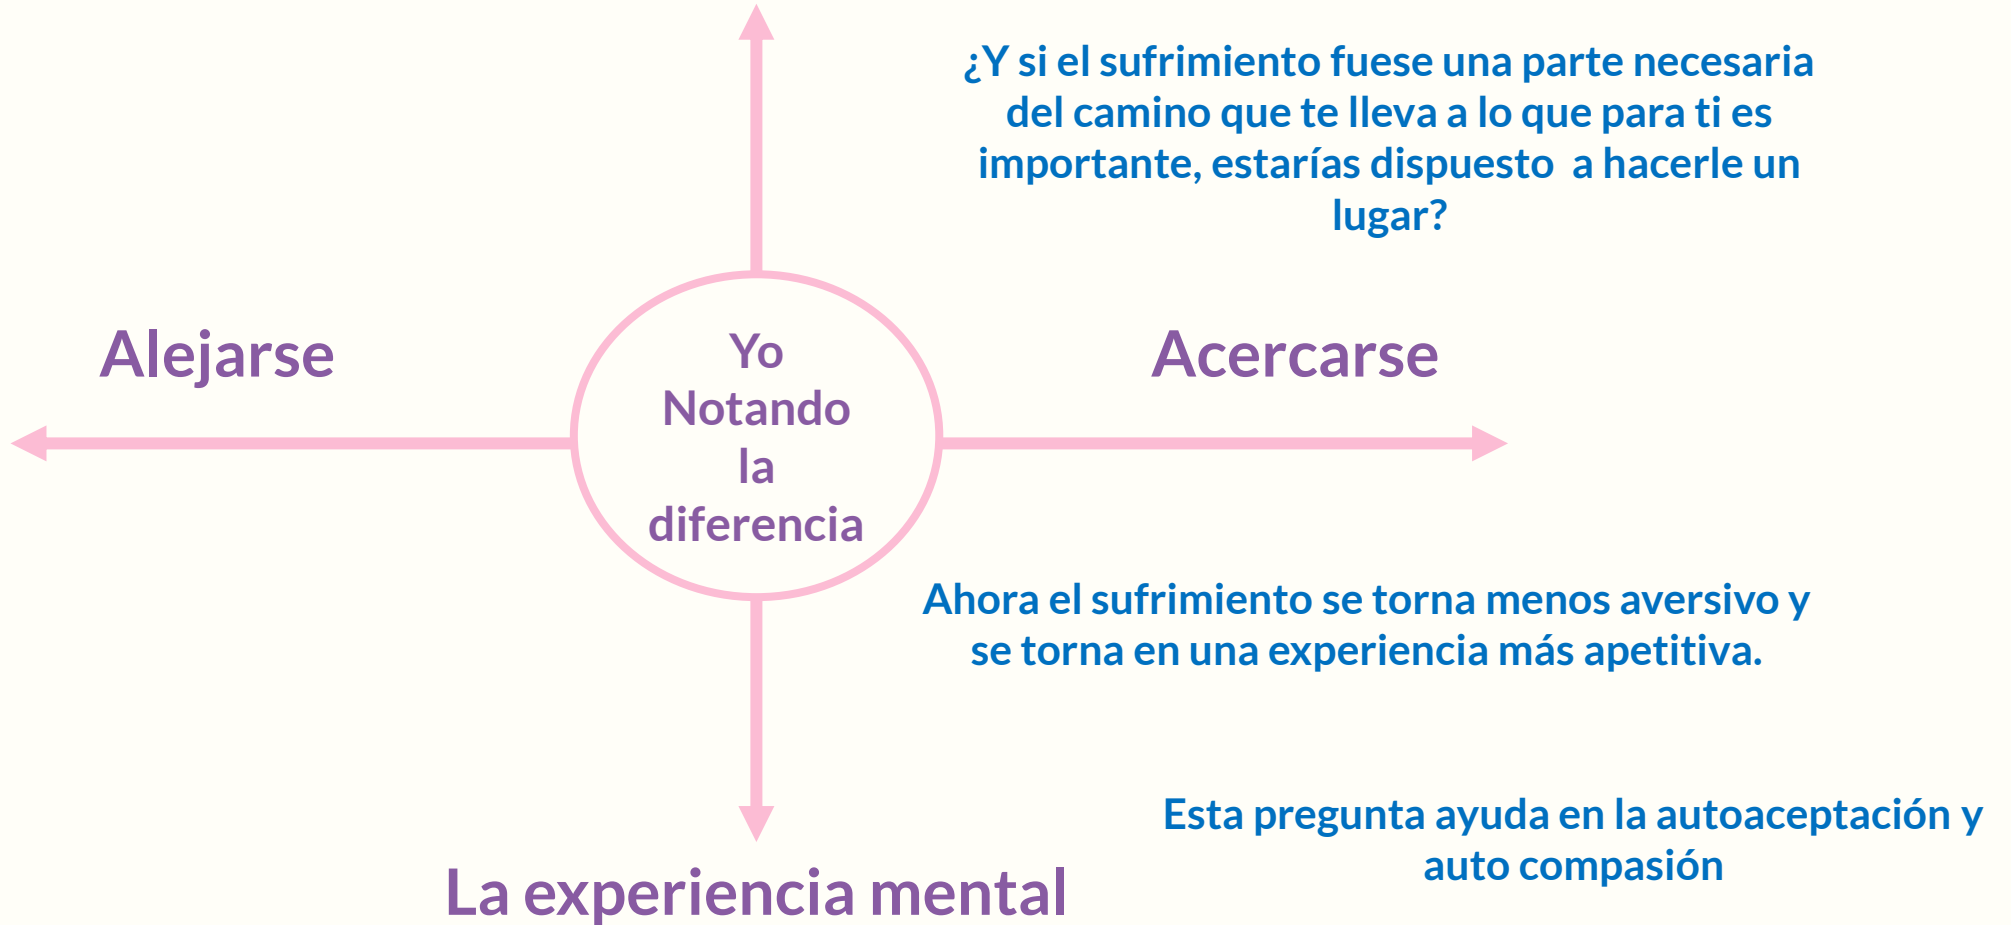 ¿Y si el sufrimiento fuese una parte necesaria
del camino que te lleva a lo que para ti es
importante, estarías dispuesto  a hacerle un
lugar?
Alejarse
Yo
Notando
la
diferencia
Acercarse
Ahora el sufrimiento se torna menos aversivo y
se torna en una experiencia más apetitiva.
Esta pregunta ayuda en la autoaceptación y
auto compasión
La experiencia mental